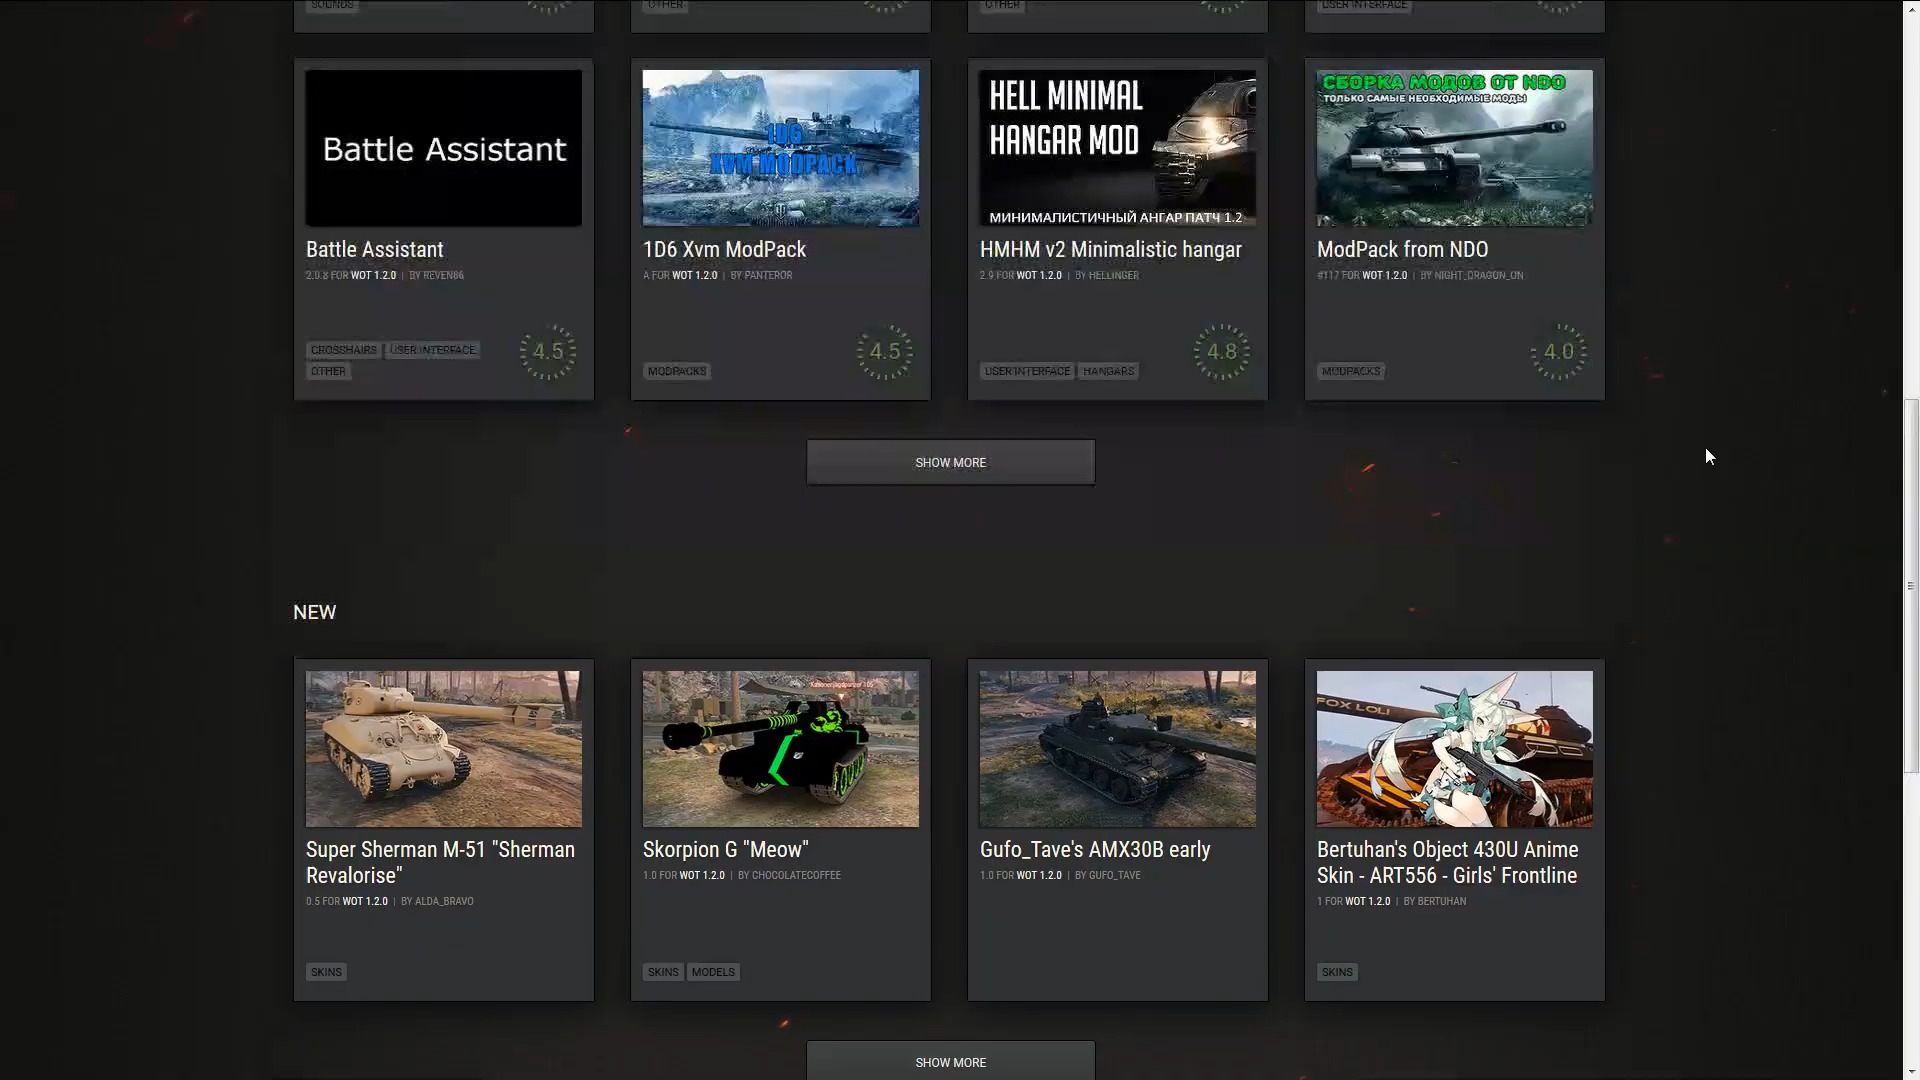 SOUNDS
OTHER
OTHER
USER INTERFACE
Battle Assistant
1D6
XVM MODPACK
HELL MINIMAL
HANGAR MOD
МИНИМАЛИСТИЧНЫЙ АНГАР ПАТЧ 1.2
СБОРКА МОДОВ ОТ NDO
ТОЛЬКО САМЫЕ НЕОБХОДИМЫЕ МОДЫ
Battle Assistant
2.0.8 FOR WOT 1.2.0 | BY REVEN86
CROSSHAIRS USER INTERFACE
OTHER
4.5
1D6 Xvm ModPack
A FOR WOT 1.2.0 | BY PANTEROR
MODPACKS
4.5
HMHM v2 Minimalistic hangar
2.9 FOR WOT 1.2.0 | BY HELLINGER
USER INTERFACE HANGARS
4.8
ModPack from NDO
#117 FOR WOT 1.2.0 | BY NIGHT_DRAGON_ON
MODPACKS
4.0
SHOW MORE
NEW
FOX LOLI
Super Sherman M-51 "Sherman
Revalorise"
0.5 FOR WOT 1.2.0 | BY ALDA_BRAVO
SKINS
Skorpion G "Meow"
1.0 FOR WOT 1.2.0 | BY CHOCOLATECOFFEE
SKINS MODELS
Gufo_Tave's AMX30B early
1.0 FOR WOT 1.2.0 | BY GUFO_TAVE
Bertuhan's Object 430U Anime
Skin - ART556 - Girls' Frontline
1 FOR WOT 1.2.0 | BY BERTUHAN
SKINS
SHOW MORE